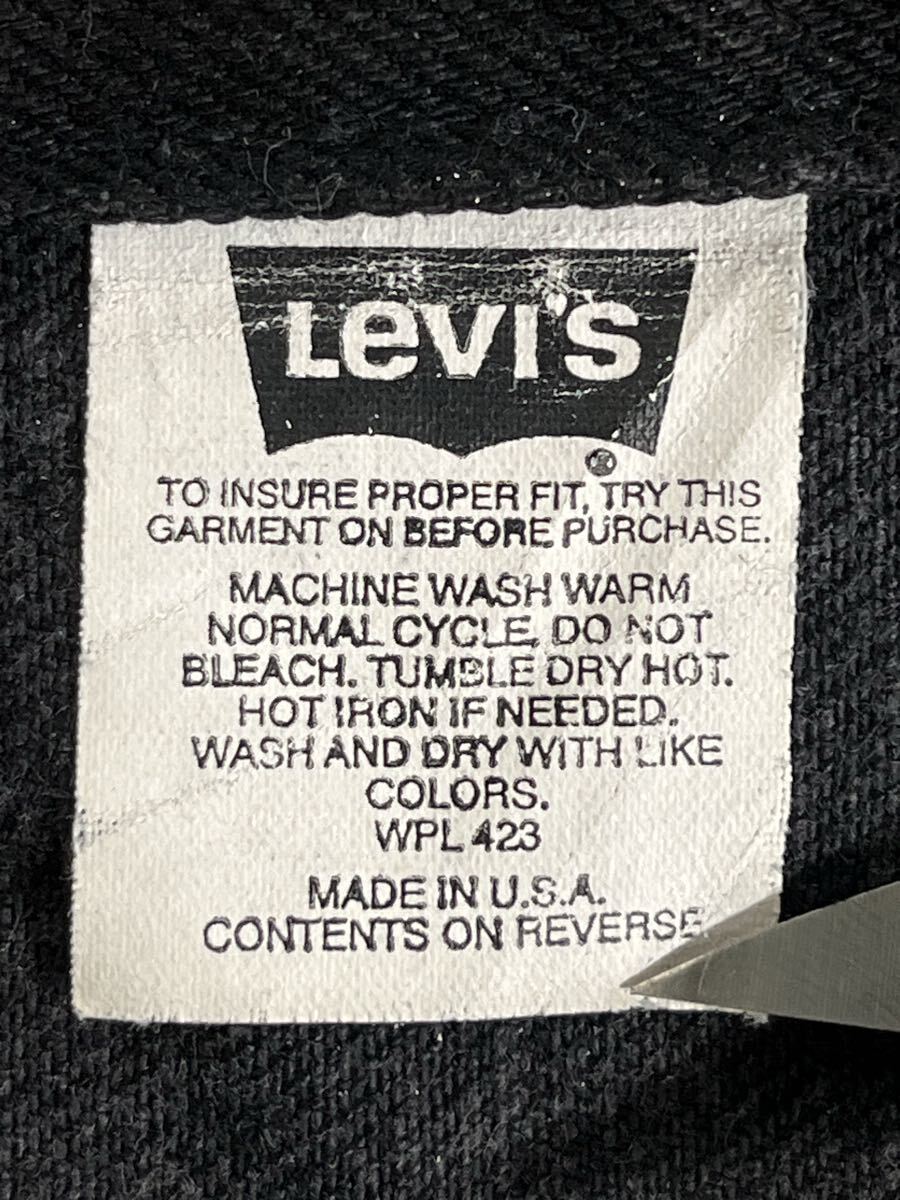 Levi's
®
TO INSURE PROPER FIT, TRY THIS
GARMENT ON BEFORE PURCHASE.
MACHINE WASH WARM
NORMAL CYCLE, DO NOT
BLEACH. TUMBLE DRY HOT.
HOT IRON IF NEEDED.
WASH AND DRY WITH LIKE
COLORS.
WPL 423
MADE IN U.S.A.
CONTENTS ON REVERSE